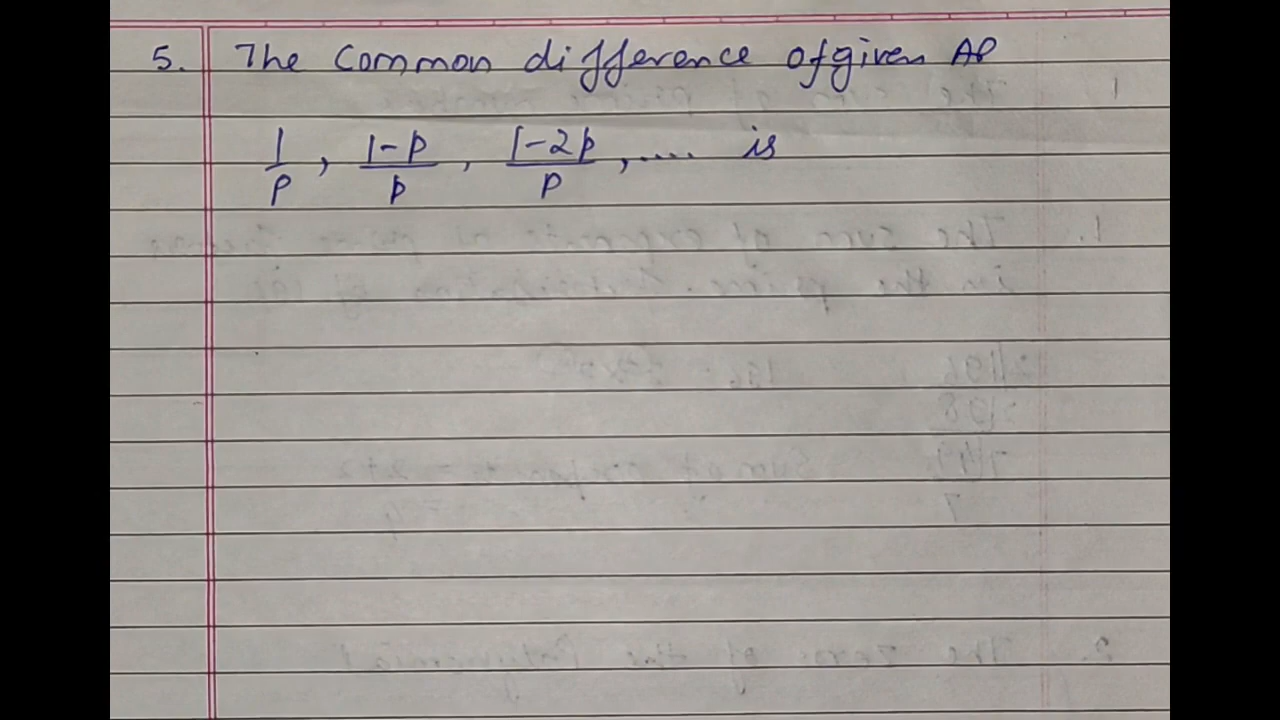 5. The Common difference of given AP
1/p, 1-p/p, 1-2p/p, .... is